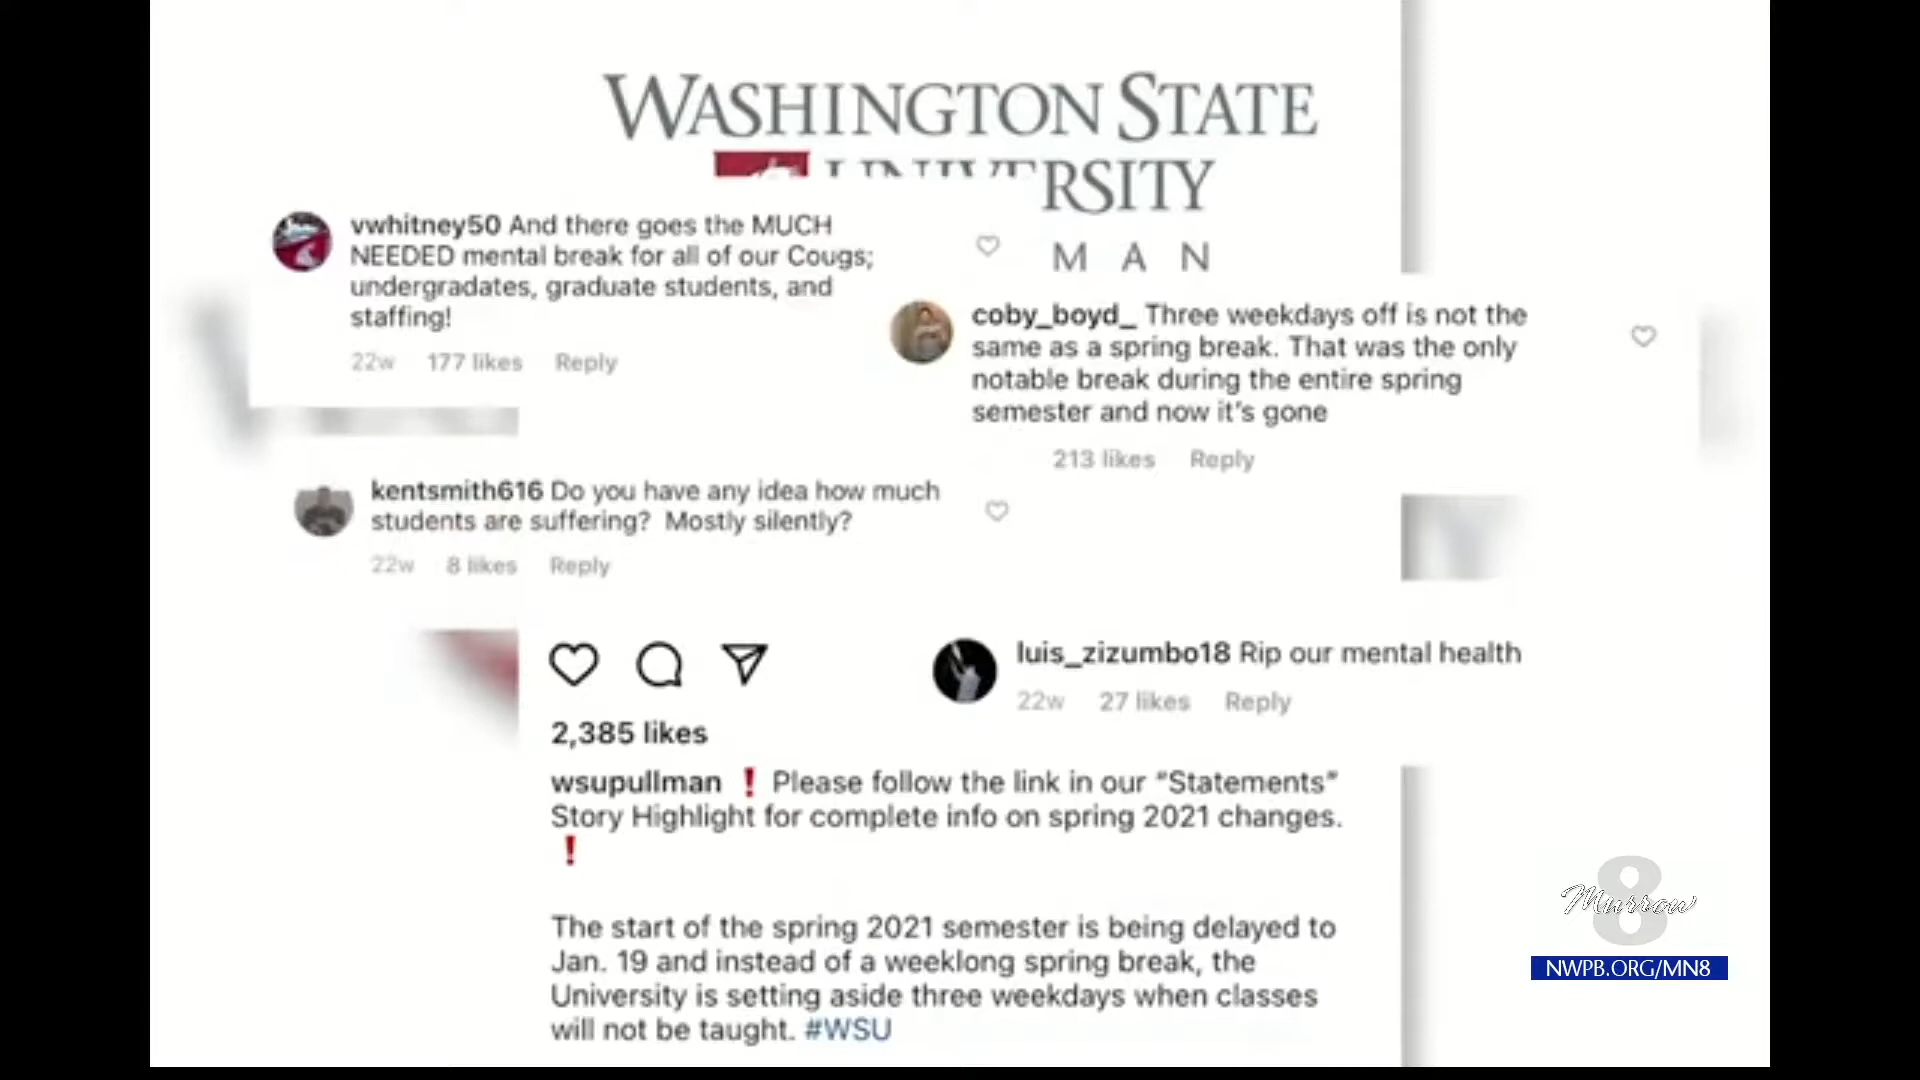 WASHINGTON STATE
RSITY
M A N
vwhitney50 And there goes the MUCH
NEEDED mental break for all of our Cougs;
undergradates, graduate students, and
staffing!
22w 177 likes Reply
coby_boyd_ Three weekdays off is not the
same as a spring break. That was the only
notable break during the entire spring
semester and now it's gone
213 likes Reply
kentsmith616 Do you have any idea how much
students are suffering? Mostly silently?
22w 8 likes Reply
luis_zizumbo18 Rip our mental health
22w 27 likes Reply
2,385 likes
wsupullman ❗ Please follow the link in our "Statements"
Story Highlight for complete info on spring 2021 changes.
❗
The start of the spring 2021 semester is being delayed to
Jan. 19 and instead of a weeklong spring break, the
University is setting aside three weekdays when classes
will not be taught. #WSU
8
Murrow
NWPB.ORG/MN8